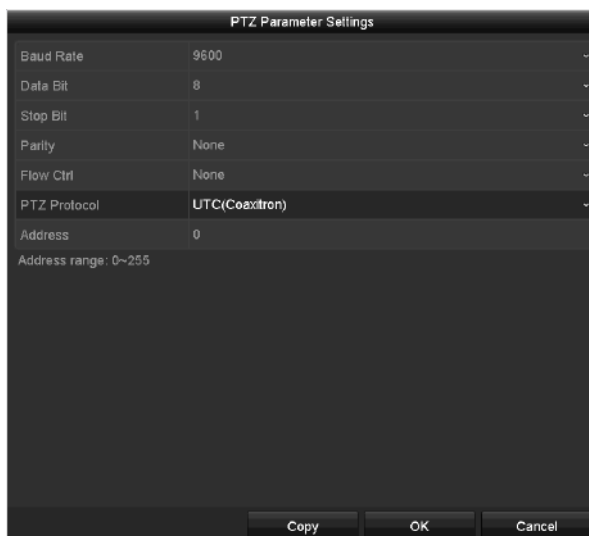 PTZ Parameter Settings
Baud Rate 9600
Data Bit 8
Stop Bit 1
Parity None
Flow Ctrl None
PTZ Protocol UTC(Coaxitron)
Address 0
Address range: 0~255
Copy OK Cancel